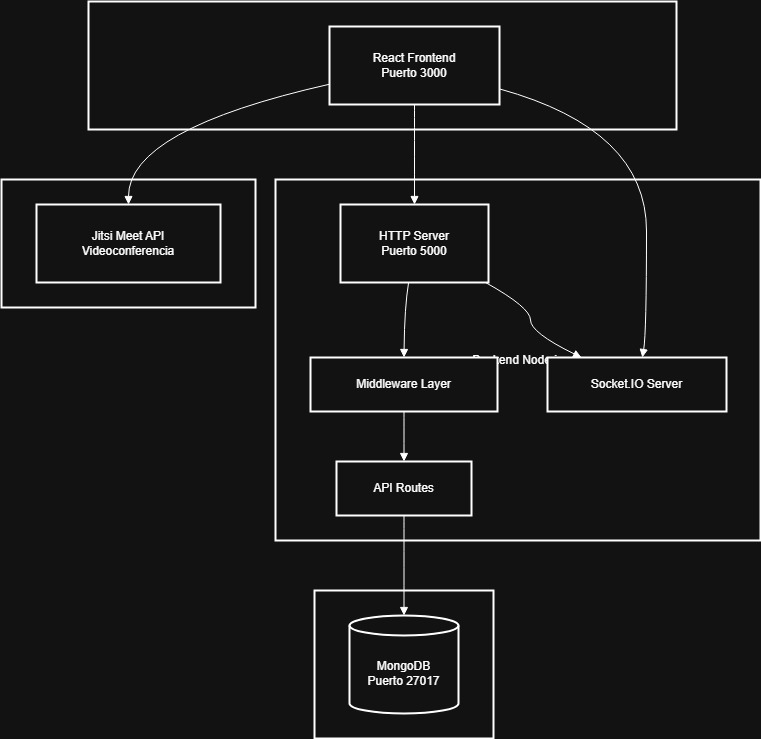 React Frontend
Puerto 3000
Jitsi Meet API
Videoconferencia
HTTP Server
Puerto 5000
Middleware Layer
Socket.IO Server
API Routes
MongoDB
Puerto 27017